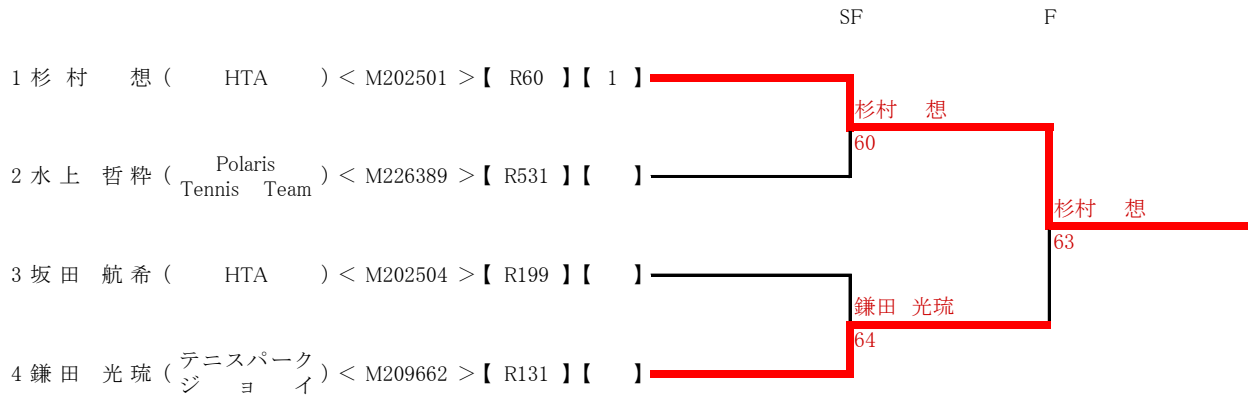 SF F
1 杉 村 想 ( HTA ) < M202501 >【 R60 】【 1 】
杉村 想
60
2 水 上 哲 粋 ( Polaris Tennis Team ) < M226389 >【 R531 】【 】
杉村 想
63
3 坂 田 航 希 ( HTA ) < M202504 >【 R199 】【 】
鎌田 光琉
64
4 鎌 田 光 琉 ( テニスパーク ジョイ ) < M209662 >【 R131 】【 】